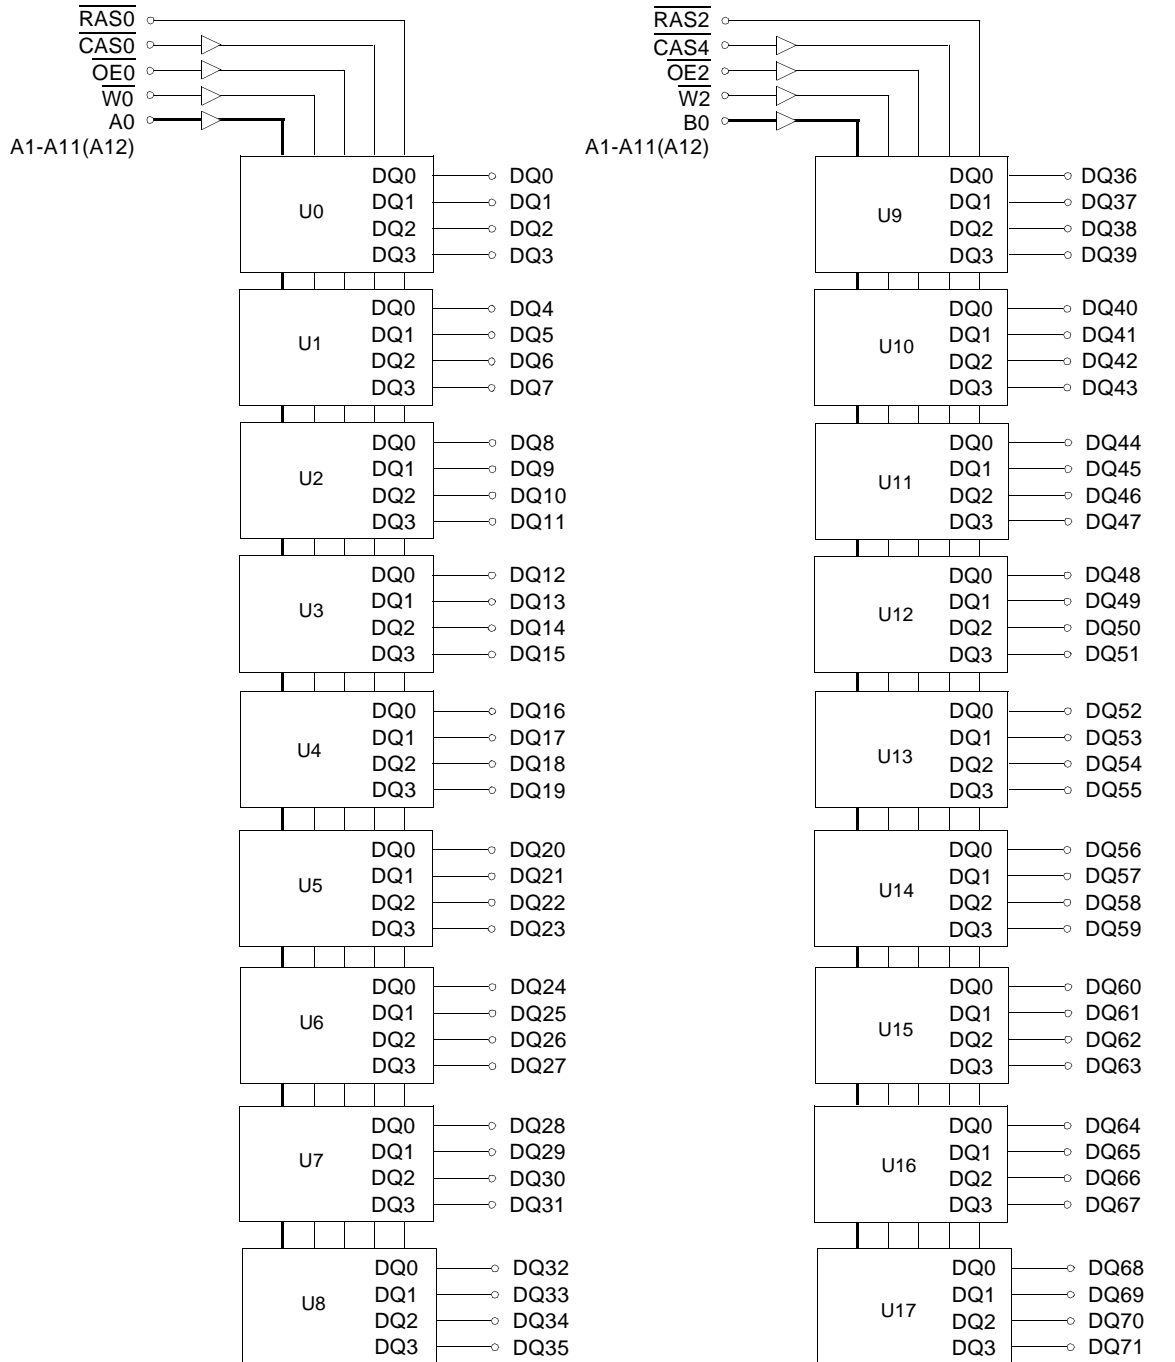 RAS0
CAS0
OE0
W0
A0
A1-A11(A12)
U0
DQ0 DQ0
DQ1 DQ1
DQ2 DQ2
DQ3 DQ3
U1
DQ0 DQ4
DQ1 DQ5
DQ2 DQ6
DQ3 DQ7
U2
DQ0 DQ8
DQ1 DQ9
DQ2 DQ10
DQ3 DQ11
U3
DQ0 DQ12
DQ1 DQ13
DQ2 DQ14
DQ3 DQ15
U4
DQ0 DQ16
DQ1 DQ17
DQ2 DQ18
DQ3 DQ19
U5
DQ0 DQ20
DQ1 DQ21
DQ2 DQ22
DQ3 DQ23
U6
DQ0 DQ24
DQ1 DQ25
DQ2 DQ26
DQ3 DQ27
U7
DQ0 DQ28
DQ1 DQ29
DQ2 DQ30
DQ3 DQ31
U8
DQ0 DQ32
DQ1 DQ33
DQ2 DQ34
DQ3 DQ35
RAS2
CAS4
OE2
W2
B0
A1-A11(A12)
U9
DQ0 DQ36
DQ1 DQ37
DQ2 DQ38
DQ3 DQ39
U10
DQ0 DQ40
DQ1 DQ41
DQ2 DQ42
DQ3 DQ43
U11
DQ0 DQ44
DQ1 DQ45
DQ2 DQ46
DQ3 DQ47
U12
DQ0 DQ48
DQ1 DQ49
DQ2 DQ50
DQ3 DQ51
U13
DQ0 DQ52
DQ1 DQ53
DQ2 DQ54
DQ3 DQ55
U14
DQ0 DQ56
DQ1 DQ57
DQ2 DQ58
DQ3 DQ59
U15
DQ0 DQ60
DQ1 DQ61
DQ2 DQ62
DQ3 DQ63
U16
DQ0 DQ64
DQ1 DQ65
DQ2 DQ66
DQ3 DQ67
U17
DQ0 DQ68
DQ1 DQ69
DQ2 DQ70
DQ3 DQ71